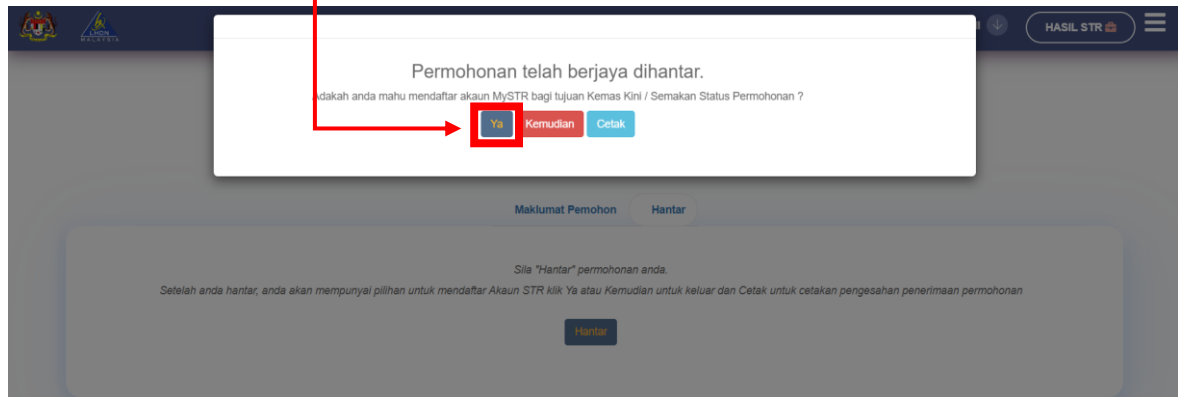 LHDN
MALAYSIA
HASIL STR
Permohonan telah berjaya dihantar.
Adakah anda mahu mendaftar akaun MySTR bagi tujuan Kemas Kini / Semakan Status Permohonan ?
Ya Kemudian Cetak
Maklumat Pemohon Hantar
Sila "Hantar" permohonan anda.
Setelah anda hantar, anda akan mempunyai pilihan untuk mendaftar Akaun STR klik Ya atau Kemudian untuk keluar dan Cetak untuk cetakan pengesahan penerimaan permohonan
Hantar